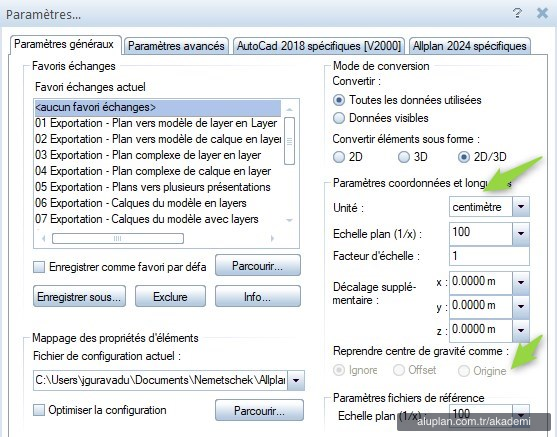 Paramètres...
Paramètres généraux
Paramètres avancés
AutoCad 2018 spécifiques [V2000]
Allplan 2024 spécifiques
Favoris échanges
Favori échanges actuel
<aucun favori échanges>
01 Exportation - Plan vers modèle de layer en Layer
02 Exportation - Plan vers modèle de calque en layer
03 Exportation - Plan complexe de layer en layer
04 Exportation - Plan complexe de calque en layer
05 Exportation - Plans vers plusieurs présentations
06 Exportation - Calques du modèle en layers
07 Exportation - Calques du modèle avec layers
Enregistrer comme favori par défa
Parcourir...
Enregistrer sous...
Exclure
Info...
Mappage des propriétés d'éléments
Fichier de configuration actuel :
C:\Users\jguravadu\Documents\Nemetschek\Allplan
Optimiser la configuration
Parcourir...
Mode de conversion
Convertir :
Toutes les données utilisées
Données visibles
Convertir éléments sous forme :
2D
3D
2D/3D
Paramètres coordonnées et longueurs
Unité :
centimètre
Echelle plan (1/x) :
100
Facteur d'échelle :
1
Décalage supplé-
mentaire :
x :
0.0000 m
y :
0.0000 m
z :
0.0000 m
Reprendre centre de gravité comme :
Ignore
Offset
Origine
Paramètres fichiers de référence
Echelle plan (1/x) :
100
aluplan.com.tr/akademi